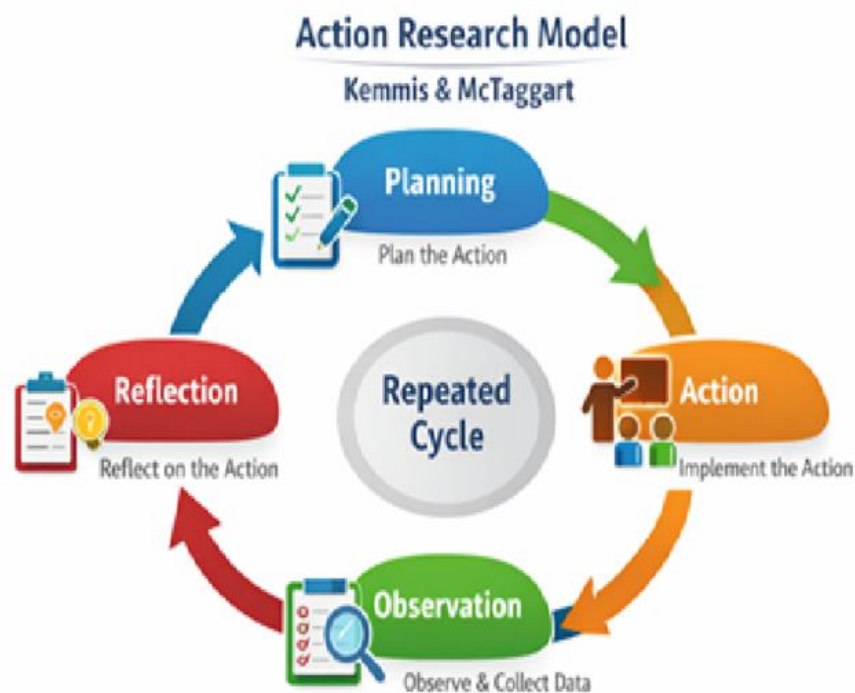 Action Research Model
Kemmis & McTaggart
Planning
Plan the Action
Action
Implement the Action
Repeated
Cycle
Observation
Observe & Collect Data
Reflection
Reflect on the Action